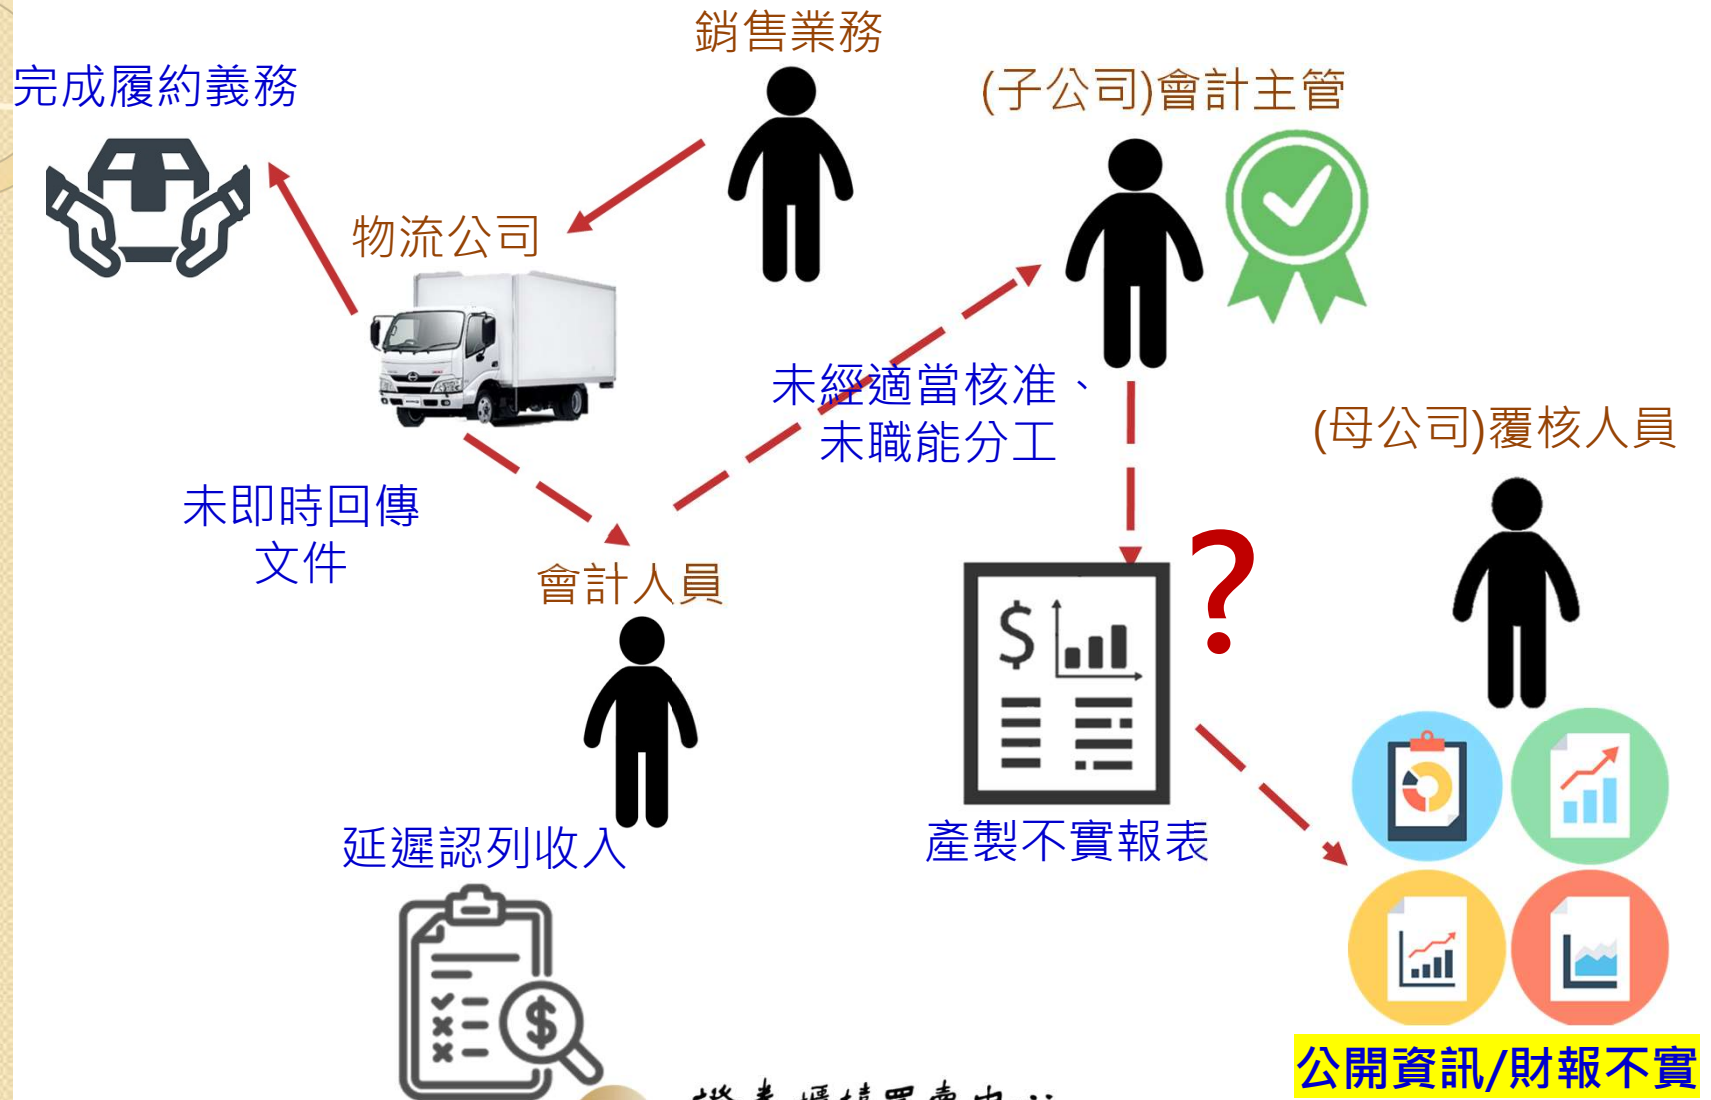 銷售業務
完成履約義務
(子公司)會計主管
物流公司
未經適當核准、
未職能分工
(母公司)覆核人員
未即時回傳
文件
?
會計人員
$
延遲認列收入
產製不實報表
$
公開資訊/財報不實